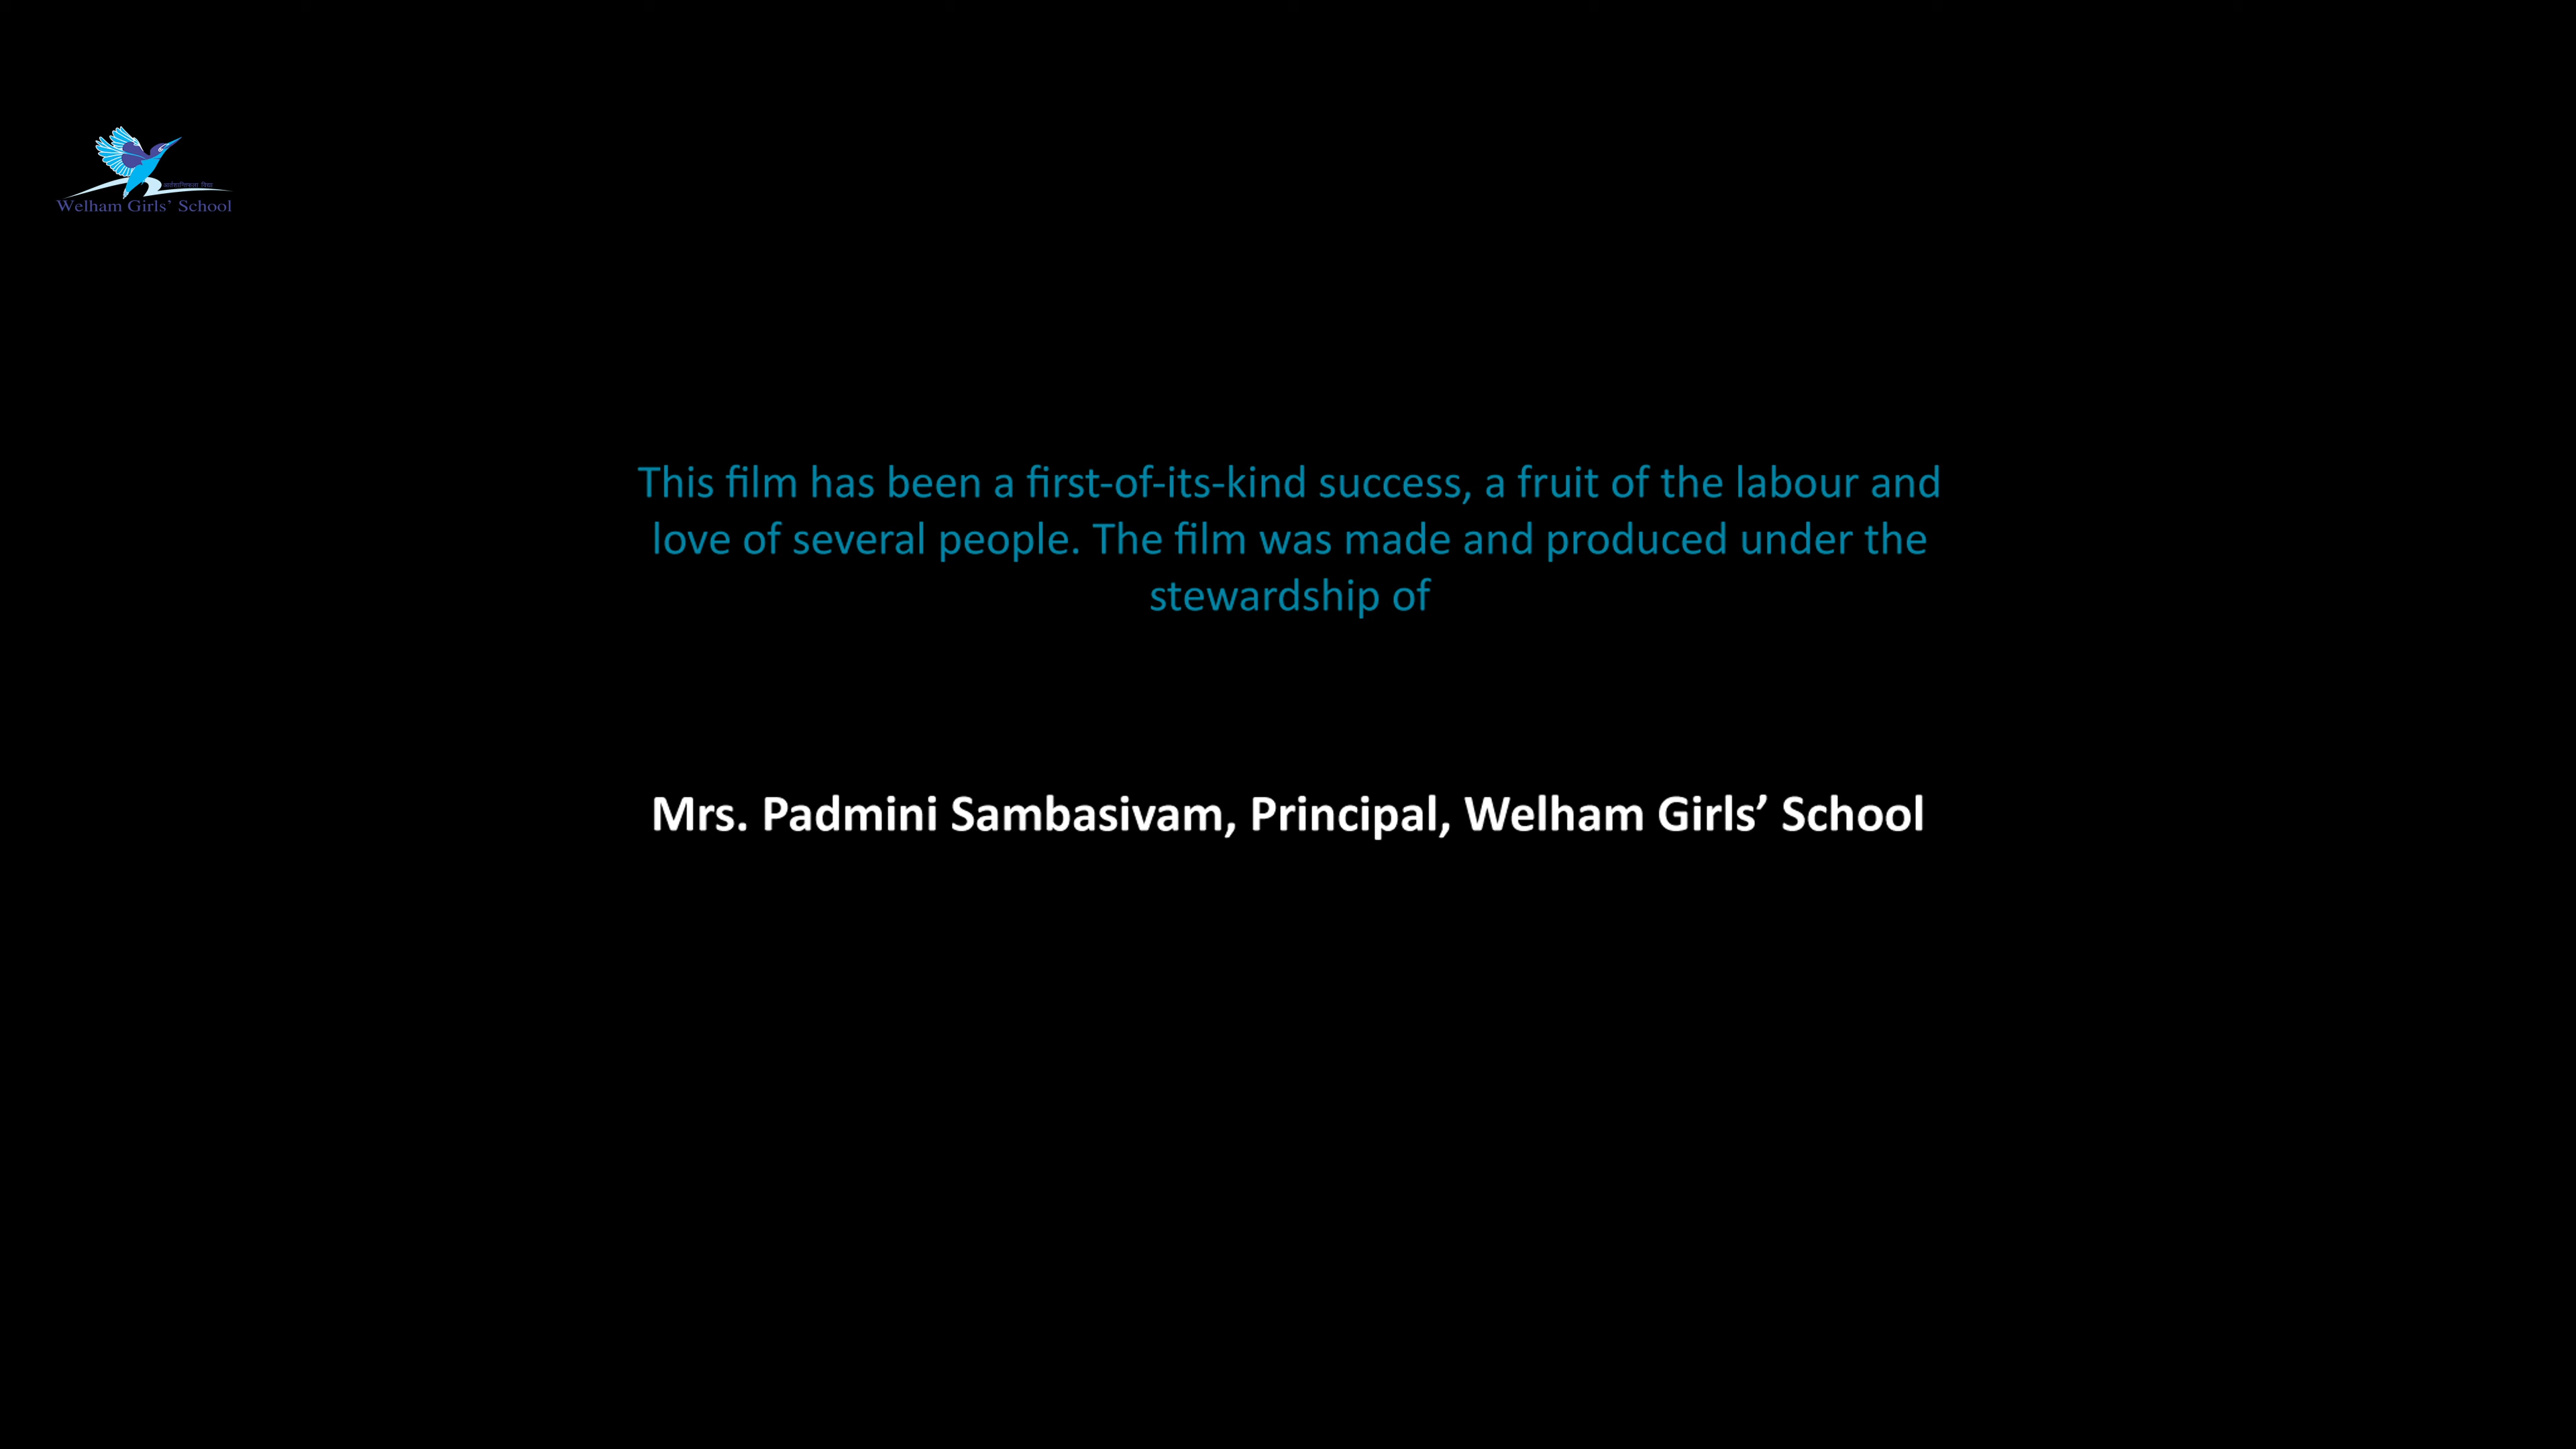 Welham Girls’ School
This film has been a first-of-its-kind success, a fruit of the labour and
love of several people. The film was made and produced under the
stewardship of
Mrs. Padmini Sambasivam, Principal, Welham Girls’ School